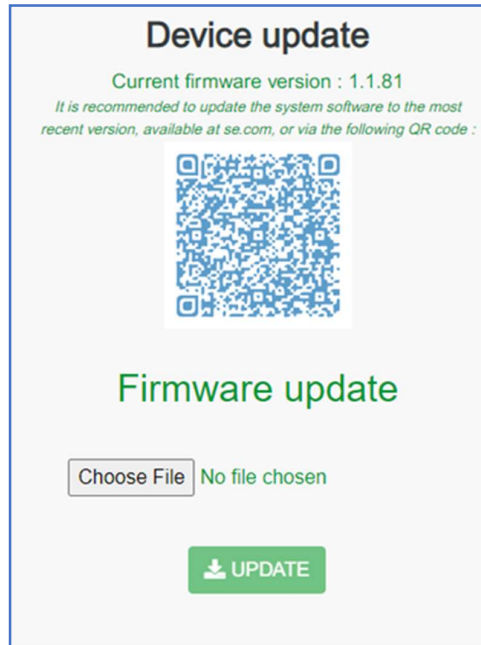 Device update
Current firmware version : 1.1.81
It is recommended to update the system software to the most
recent version, available at se.com, or via the following QR code :
Firmware update
Choose File No file chosen
UPDATE